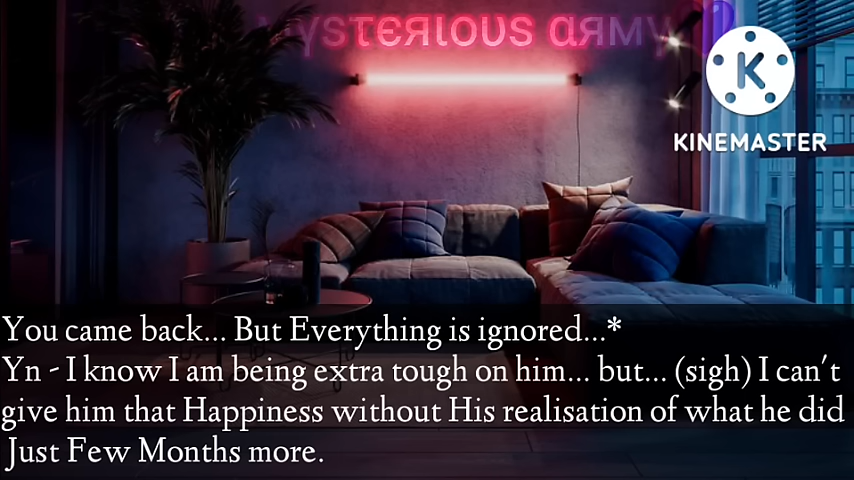 mysterious army
KINEMASTER
You came back... But Everything is ignored...*
Yn - I know I am being extra tough on him... but... (sigh) I can't
give him that Happiness without His realisation of what he did
Just Few Months more.